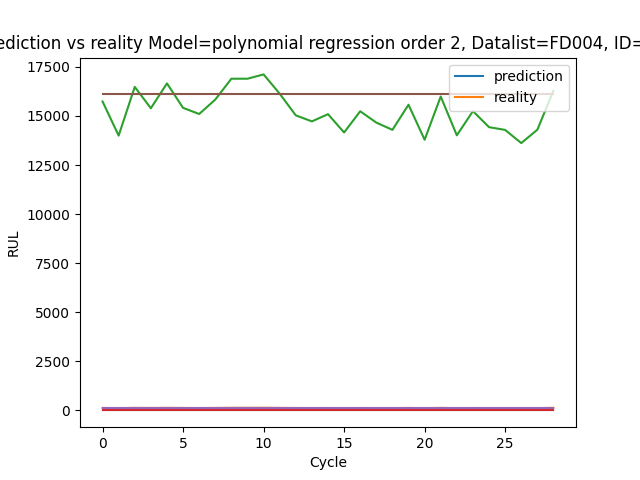 ediction vs reality Model=polynomial regression order 2, Datalist=FD004, ID=
prediction
reality
17500
15000
12500
10000
7500
5000
2500
0
RUL
0 5 10 15 20 25
Cycle